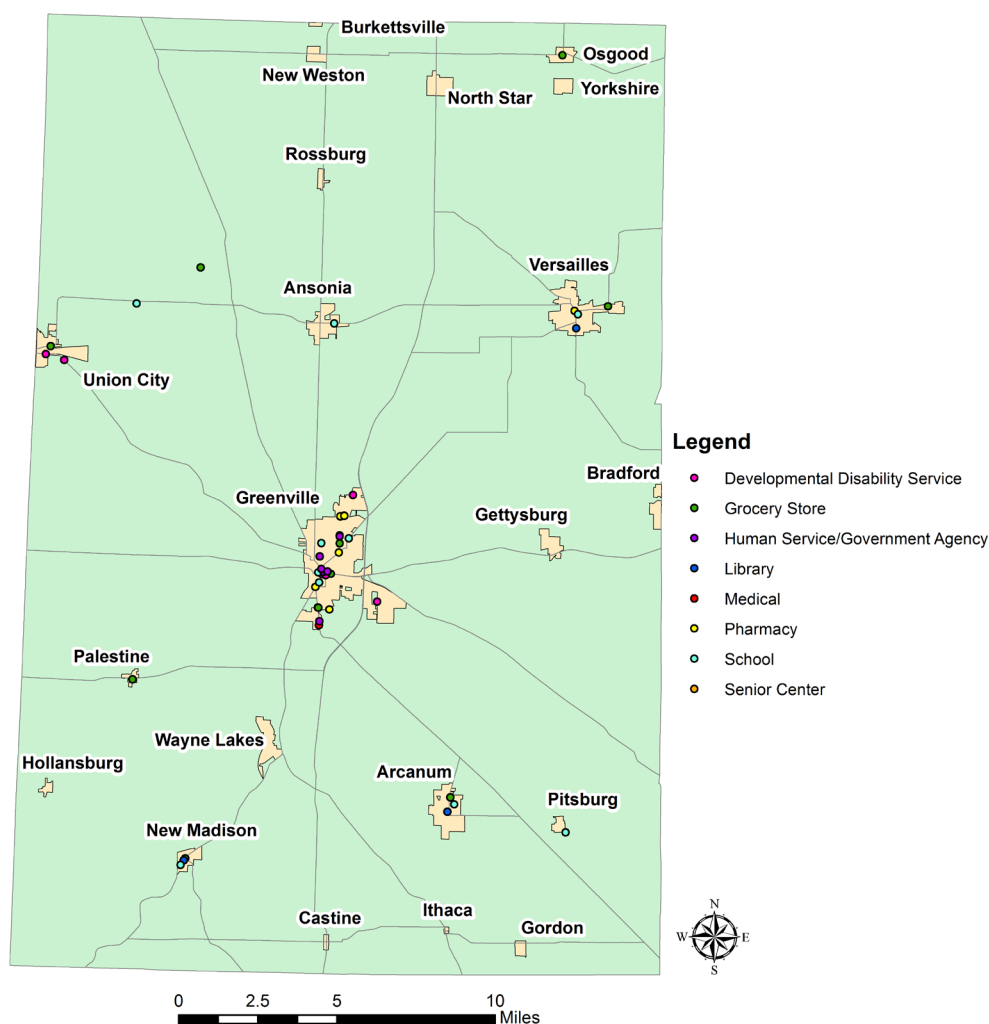 Burkettsville
Osgood
New Weston
Yorkshire
North Star
Rossburg
Versailles
Ansonia
Union City
Legend
Bradford
Developmental Disability Service
Greenville
Grocery Store
Gettysburg
Human Service/Government Agency
Library
Medical
Pharmacy
Palestine
School
Senior Center
Wayne Lakes
Hollansburg
Arcanum
Pitsburg
New Madison
Castine
Ithaca
Gordon
N
W E
S
0 2.5 5 10
Miles